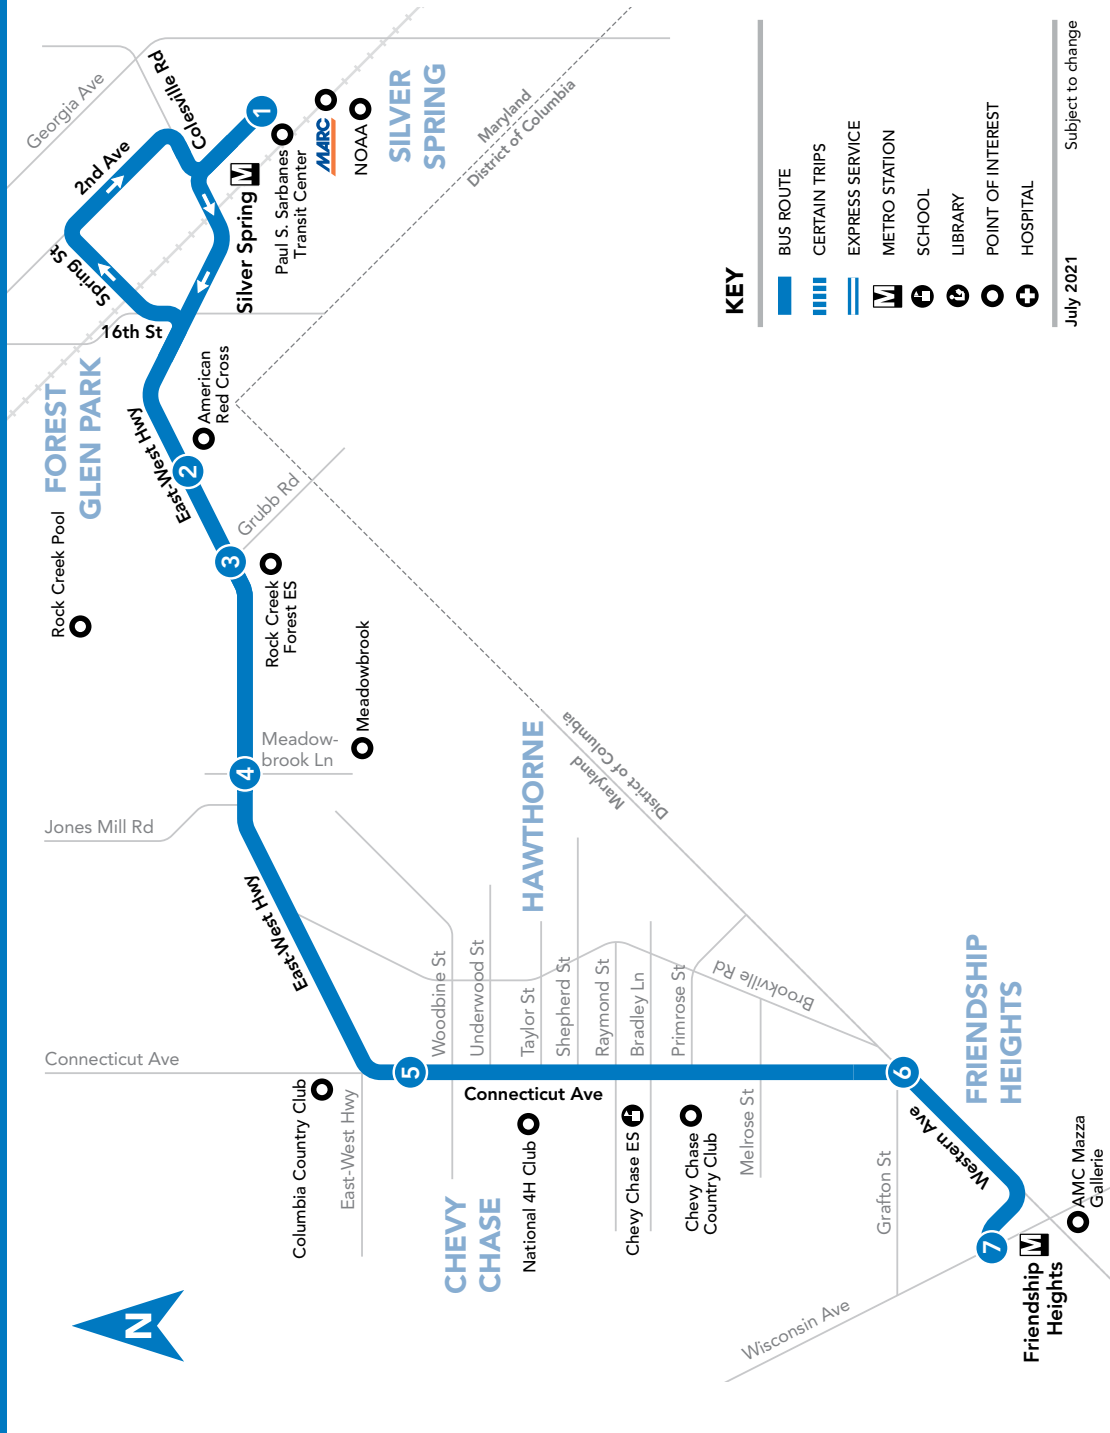 Georgia Ave
Colesville Rd
2nd Ave
Spring St
16th St
1
Silver Spring
M
Paul S. Sarbanes
Transit Center
MARC
NOAA
SILVER
SPRING
Maryland
District of Columbia
FOREST
GLEN PARK
East-West Hwy
American
Red Cross
2
Rock Creek Pool
3
Grubb Rd
Rock Creek
Forest ES
Meadowbrook
Meadow-
brook Ln
4
Jones Mill Rd
East-West Hwy
HAWTHORNE
District of Columbia
Maryland
Connecticut Ave
Columbia Country Club
East-West Hwy
5
Woodbine St
Underwood St
Taylor St
Shepherd St
Raymond St
Bradley Ln
Primrose St
Brookville Rd
Connecticut Ave
CHEVY
CHASE
National 4H Club
Chevy Chase ES
Chevy Chase
Country Club
Melrose St
Grafton St
6
Western Ave
FRIENDSHIP
HEIGHTS
7
M
Friendship
Heights
AMC Mazza
Gallerie
Wisconsin Ave
N
KEY
BUS ROUTE
CERTAIN TRIPS
EXPRESS SERVICE
M
METRO STATION
SCHOOL
LIBRARY
POINT OF INTEREST
HOSPITAL
July 2021
Subject to change